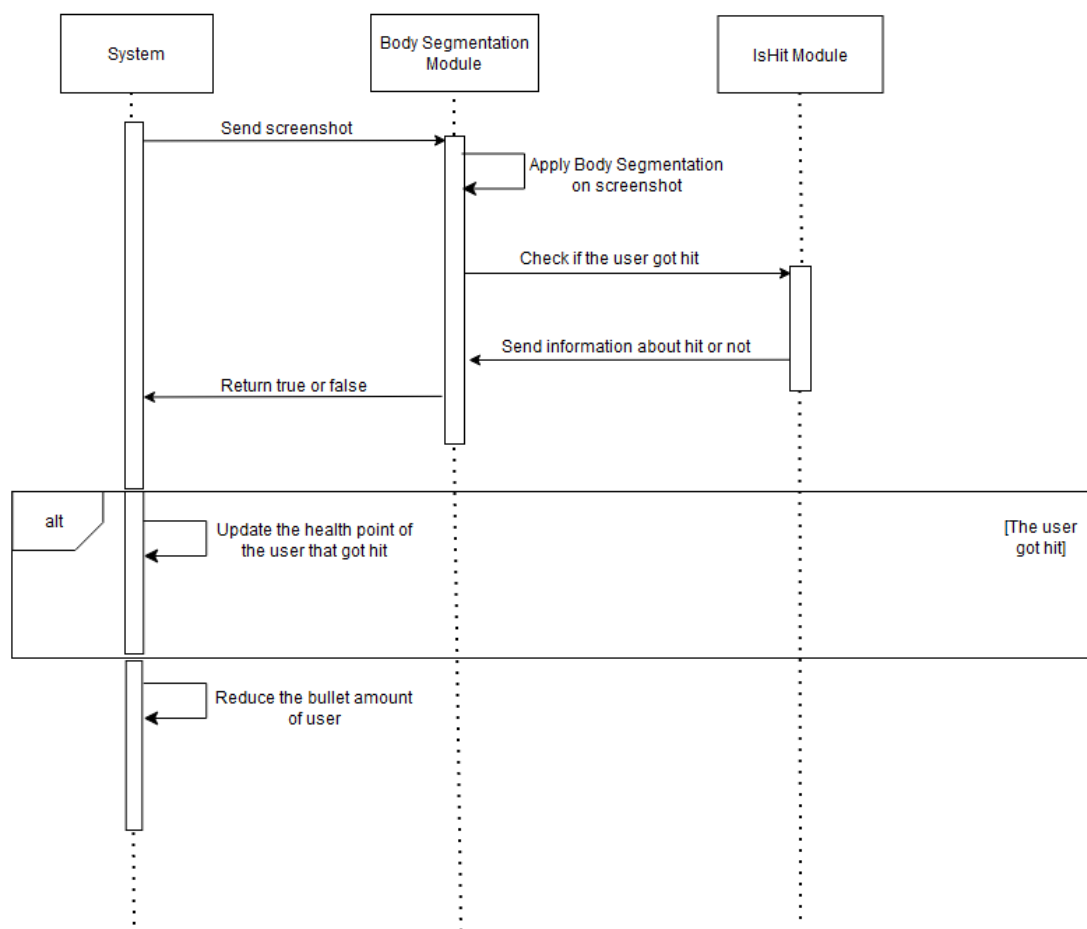 System
Body Segmentation
Module
IsHit Module
Send screenshot
Apply Body Segmentation
on screenshot
Check if the user got hit
Send information about hit or not
Return true or false
alt
Update the health point of
the user that got hit
[The user
got hit]
Reduce the bullet amount
of user